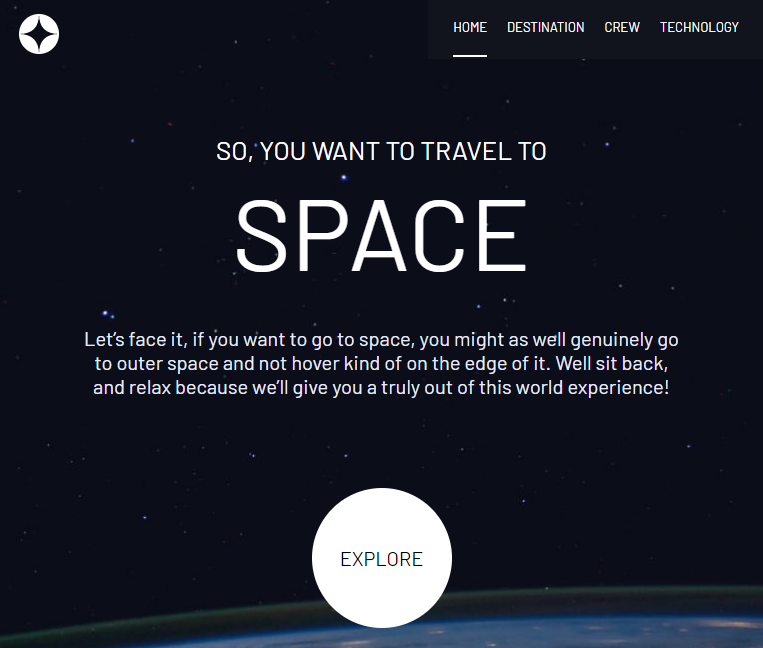 HOME DESTINATION CREW TECHNOLOGY
SO, YOU WANT TO TRAVEL TO
SPACE
Let’s face it, if you want to go to space, you might as well genuinely go
to outer space and not hover kind of on the edge of it. Well sit back,
and relax because we’ll give you a truly out of this world experience!
EXPLORE